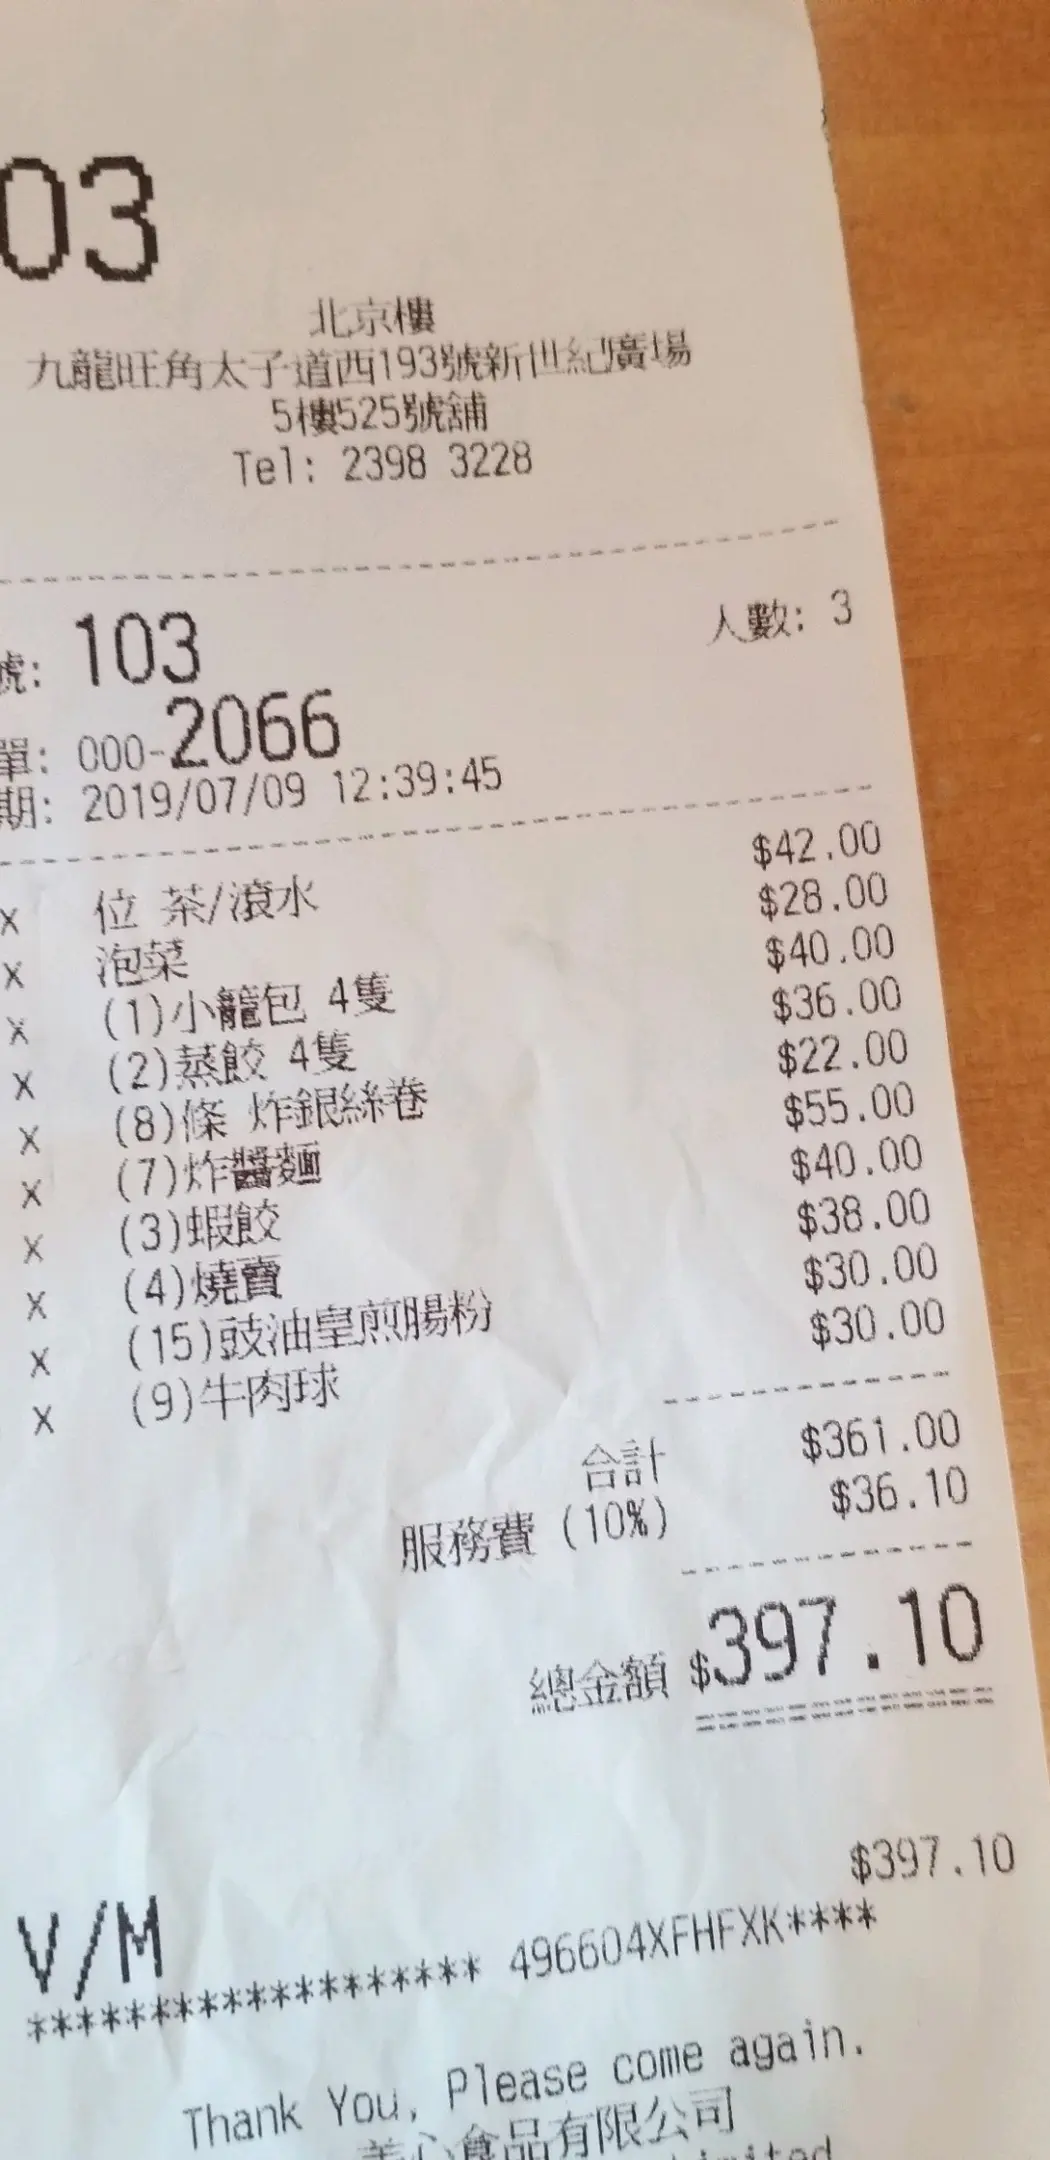 03
北京樓
九龍旺角太子道西193號新世紀廣場
5樓525號舖
Tel: 2398 3228
號: 103 人數: 3
單: 000-2066
期: 2019/07/09 12:39:45
x 位 茶/滾水 $42.00
x 泡菜 $28.00
x (1)小籠包 4隻 $40.00
x (2)蒸餃 4隻 $36.00
x (8)條 炸銀絲卷 $22.00
x (7)炸醬麵 $55.00
x (3)蝦餃 $40.00
x (4)燒賣 $38.00
x (15)豉油皇煎腸粉 $30.00
x (9)牛肉球 $30.00
合計 $361.00
服務費 (10%) $36.10
總金額 $397.10
$397.10
V/M
******************* 496604XFHFXK****
Thank You, Please come again.
美心食品有限公司